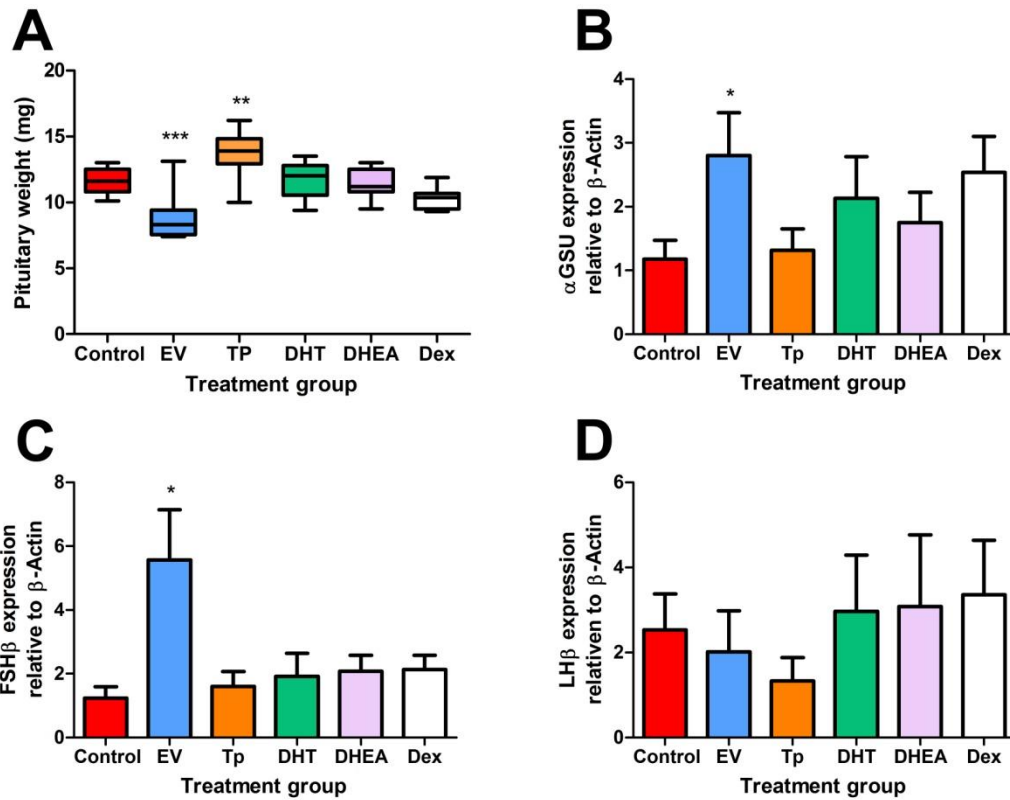 A
Pituitary weight (mg)
20
15
10
5
0
***
**
Control EV TP DHT DHEA Dex
Treatment group
B
αGSU expression
relative to β-Actin
4
3
2
1
0
*
Control EV Tp DHT DHEA Dex
Treatment group
C
FSHβ expression
relative to β-Actin
8
6
4
2
0
*
Control EV Tp DHT DHEA Dex
Treatment group
D
LHβ expression
relativen to β-Actin
6
4
2
0
Control EV Tp DHT DHEA Dex
Treatment group